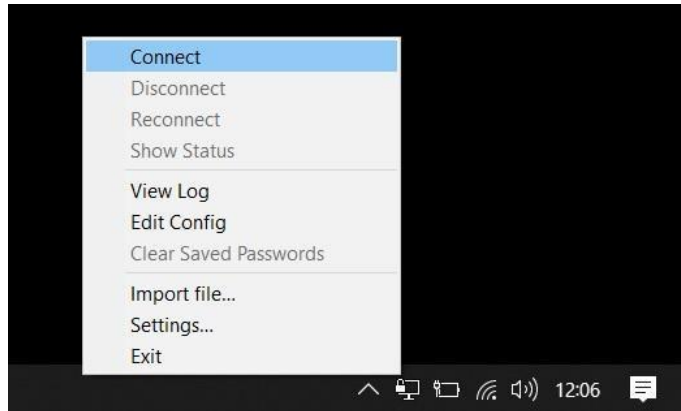 Connect
Disconnect
Reconnect
Show Status
View Log
Edit Config
Clear Saved Passwords
Import file...
Settings...
Exit
12:06